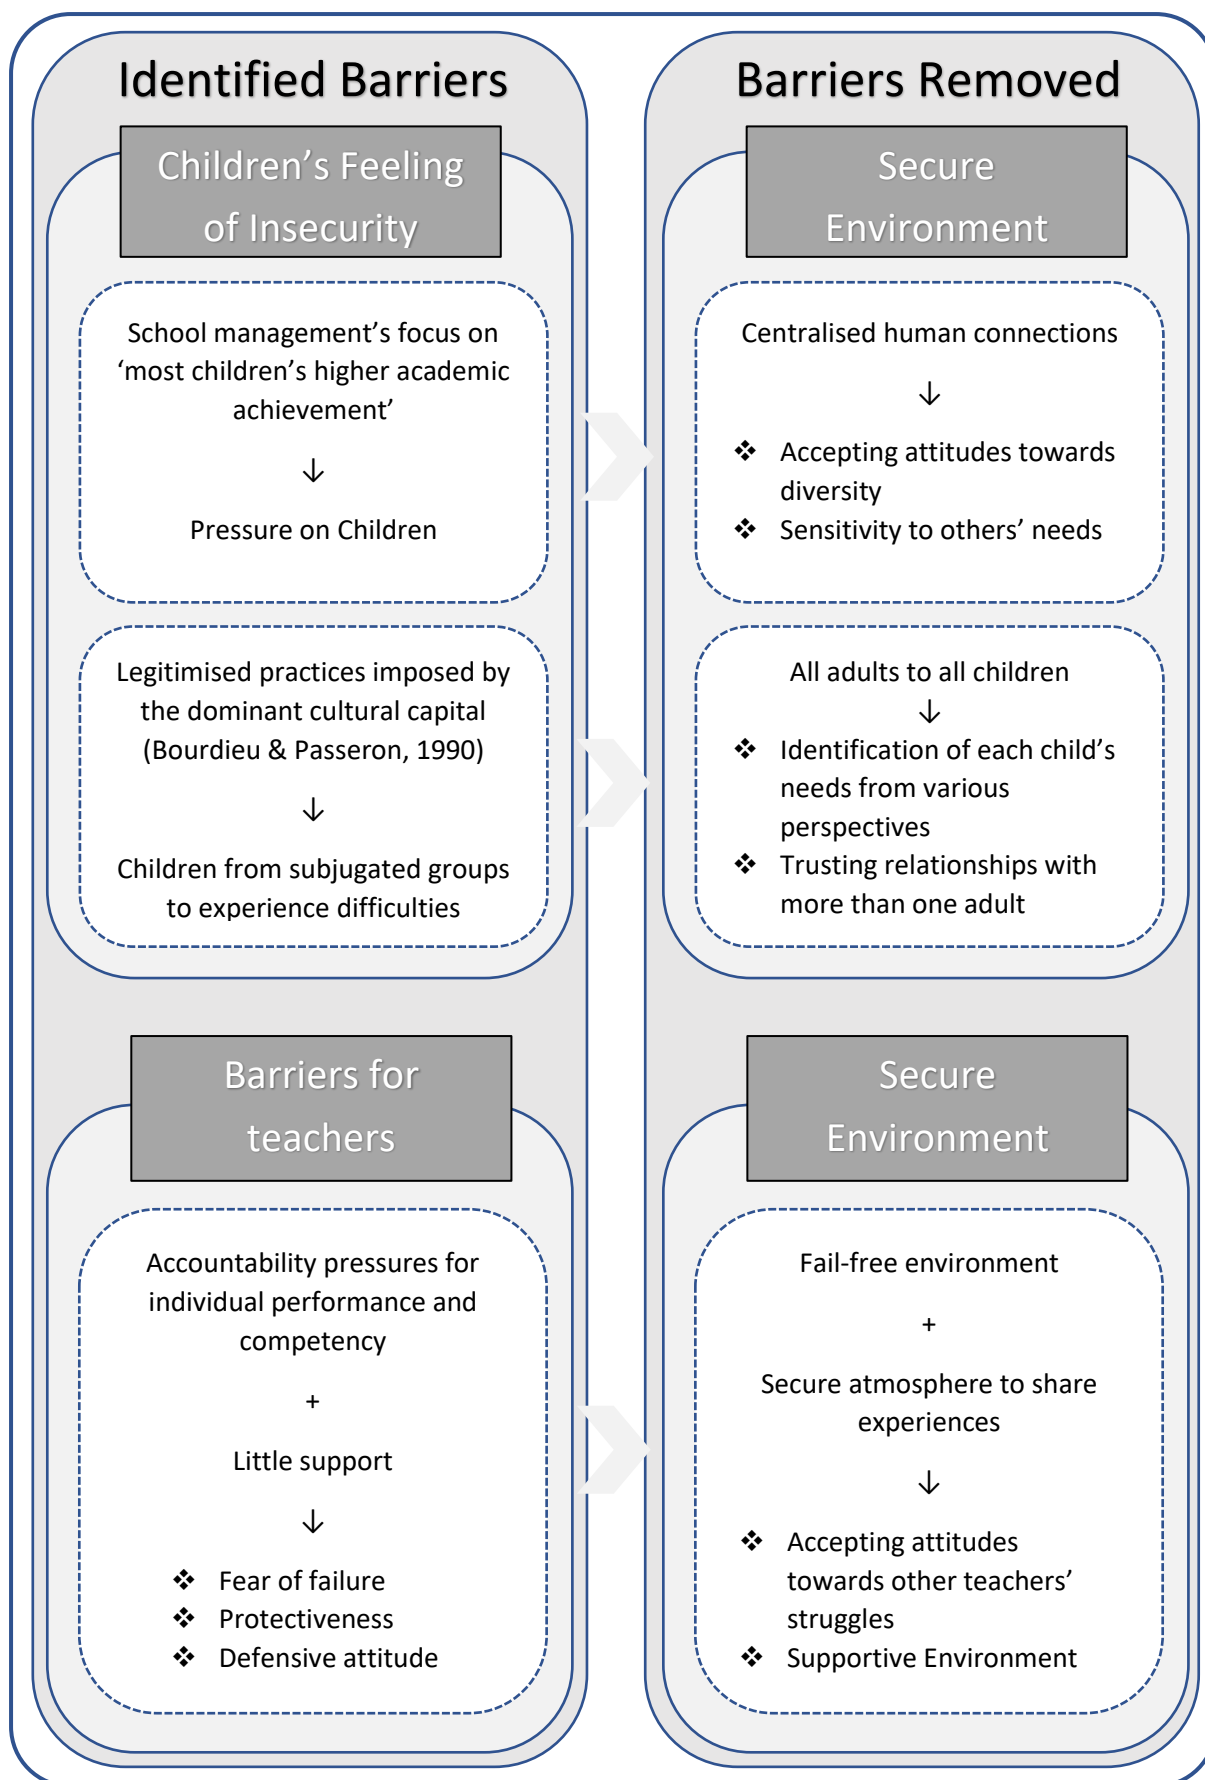 Identified Barriers
Children’s Feeling
of Insecurity
School management’s focus on
‘most children’s higher academic
achievement’
↓
Pressure on Children
Legitimised practices imposed by
the dominant cultural capital
(Bourdieu & Passeron, 1990)
↓
Children from subjugated groups
to experience difficulties
Barriers for
teachers
Accountability pressures for
individual performance and
competency
+
Little support
↓
❖ Fear of failure
❖ Protectiveness
❖ Defensive attitude
Barriers Removed
Secure
Environment
Centralised human connections
↓
❖ Accepting attitudes towards
diversity
❖ Sensitivity to others’ needs
All adults to all children
↓
❖ Identification of each child’s
needs from various
perspectives
❖ Trusting relationships with
more than one adult
Secure
Environment
Fail-free environment
+
Secure atmosphere to share
experiences
↓
❖ Accepting attitudes
towards other teachers’
struggles
❖ Supportive Environment